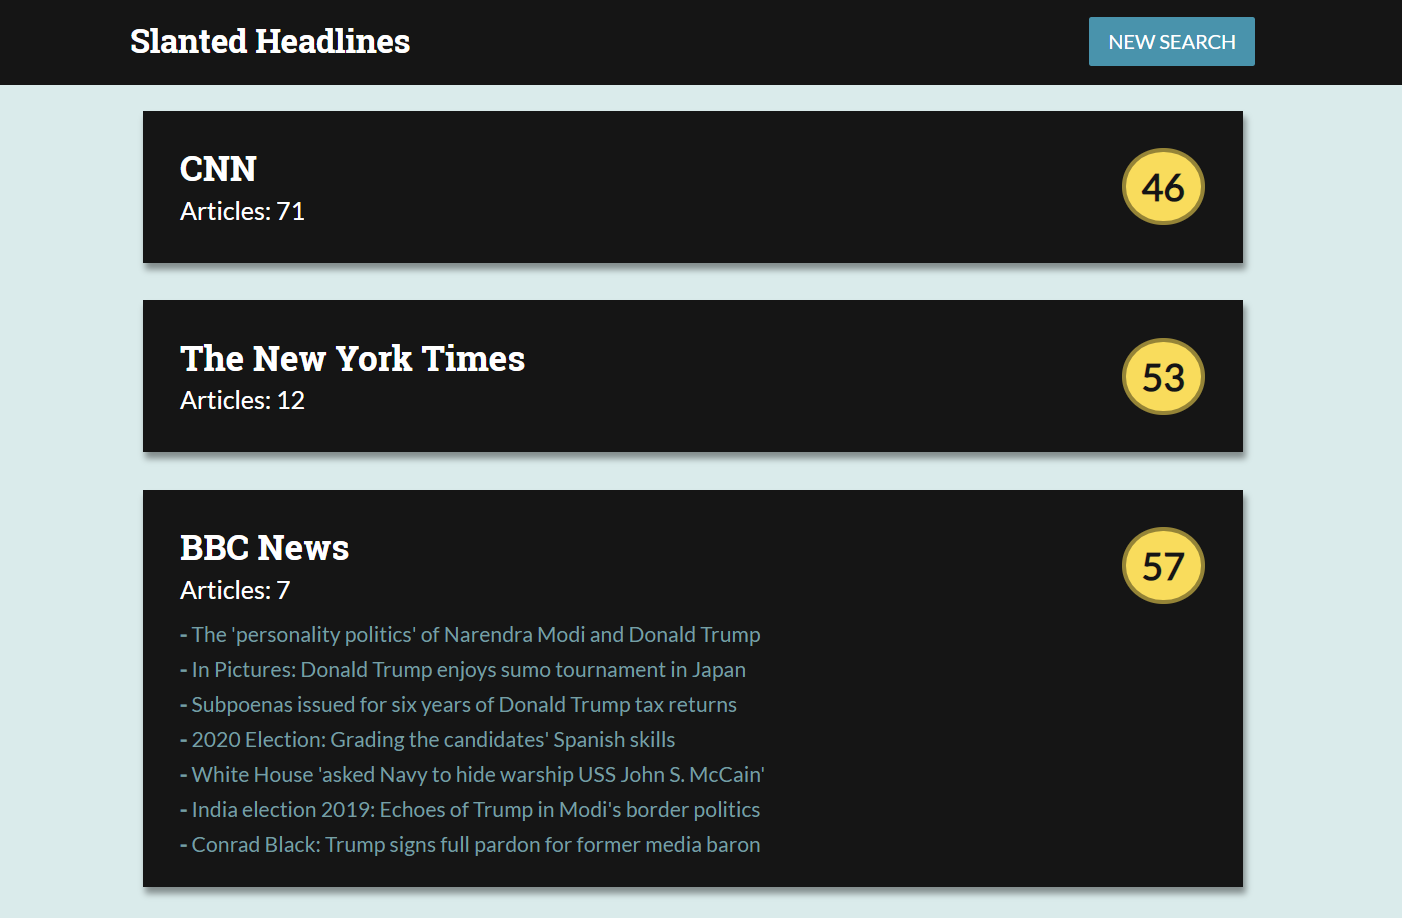 Slanted Headlines
NEW SEARCH
CNN
Articles: 71
46
The New York Times
Articles: 12
53
BBC News
Articles: 7
57
- The 'personality politics' of Narendra Modi and Donald Trump
- In Pictures: Donald Trump enjoys sumo tournament in Japan
- Subpoenas issued for six years of Donald Trump tax returns
- 2020 Election: Grading the candidates' Spanish skills
- White House 'asked Navy to hide warship USS John S. McCain'
- India election 2019: Echoes of Trump in Modi's border politics
- Conrad Black: Trump signs full pardon for former media baron